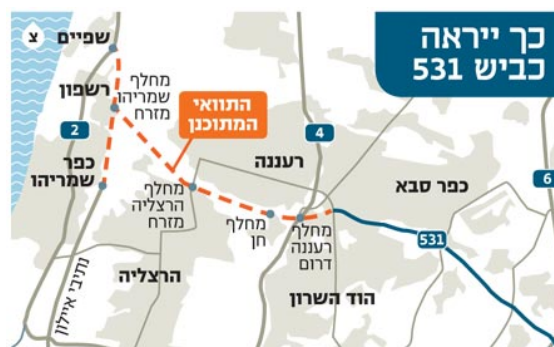 כך ייראה
כביש 531
צ
שפיים
מחלף
שמריהו
מזרח
רשפון
התוואי
המתוכנן
2
4
כפר
שמריהו
רעננה
כפר סבא
6
מחלף
הרצליה
מזרח
מחלף
חן
מחלף
רעננה
דרום
531
הרצליה
הוד השרון
נתיבי איילון